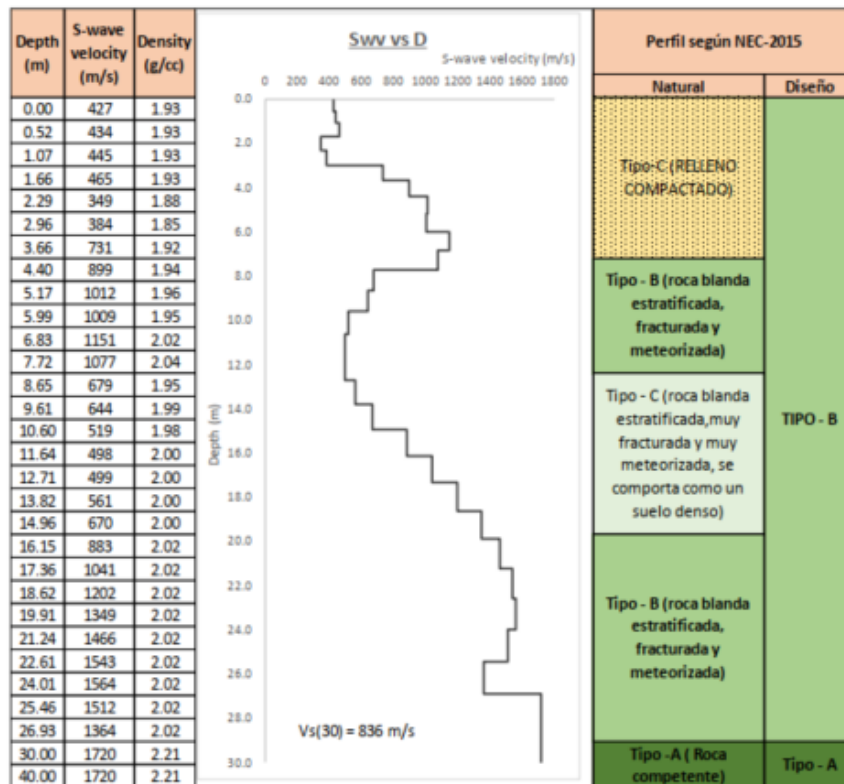 Depth (m) S-wave velocity (m/s) Density (g/cc)
0.00 427 1.93
0.52 434 1.93
1.07 445 1.93
1.66 465 1.93
2.29 349 1.88
2.96 384 1.85
3.66 731 1.92
4.40 899 1.94
5.17 1012 1.96
5.99 1009 1.95
6.83 1151 2.02
7.72 1077 2.04
8.65 679 1.95
9.61 644 1.99
10.60 519 1.98
11.64 498 2.00
12.71 499 2.00
13.82 561 2.00
14.96 670 2.00
16.15 883 2.02
17.36 1041 2.02
18.62 1202 2.02
19.91 1349 2.02
21.24 1466 2.02
22.61 1543 2.02
24.01 1564 2.02
25.46 1512 2.02
26.93 1364 2.02
30.00 1720 2.21
40.00 1720 2.21
Swv vs D
S-wave velocity (m/s)
0 200 400 600 800 1000 1200 1400 1600 1800
0.0
2.0
4.0
6.0
8.0
10.0
12.0
14.0
16.0
18.0
20.0
22.0
24.0
26.0
28.0
30.0
Depth (m)
Vs(30) = 836 m/s
Perfil según NEC-2015
Natural Diseño
Tipo-C (RELLENO
COMPACTADO)
Tipo - B (roca blanda
estratificada,
fracturada y
meteorizada)
Tipo - C (roca blanda
estratificada,muy
fracturada y muy
meteorizada, se
comporta como un
suelo denso)
Tipo - B (roca blanda
estratificada,
fracturada y
meteorizada)
Tipo -A ( Roca
competente)
TIPO - B
Tipo - A